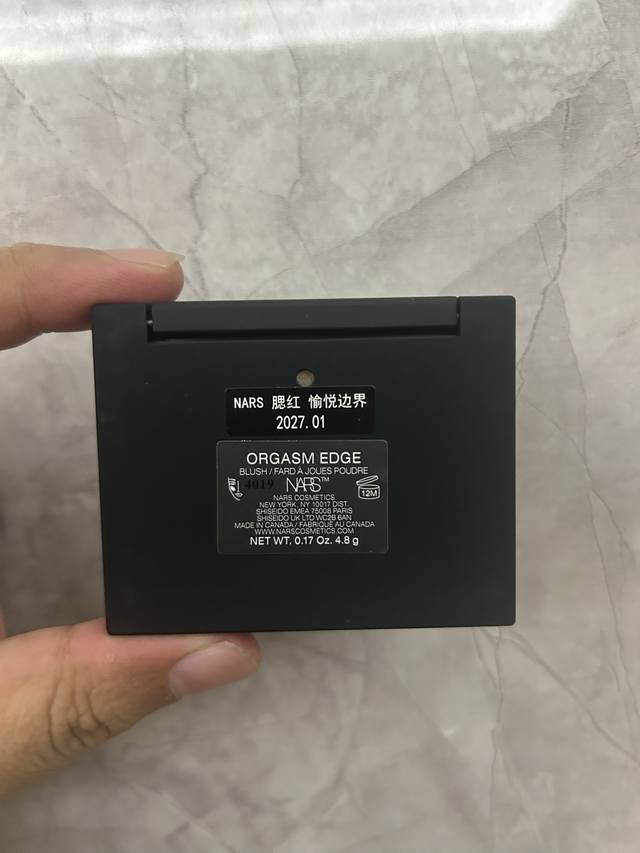 NARS 腮红 愉悦边界
2027.01
ORGASM EDGE
BLUSH / FARD À JOUES POUDRE
4019 NARS™ 12M
NARS COSMETICS
NEW YORK, NY 10017 DIST.
SHISEIDO EMEA 75008 PARIS
SHISEIDO UK LTD WC2B 6AN
MADE IN CANADA / FABRIQUÉ AU CANADA
WWW.NARSCOSMETICS.COM
NET WT. 0.17 Oz. 4.8 g